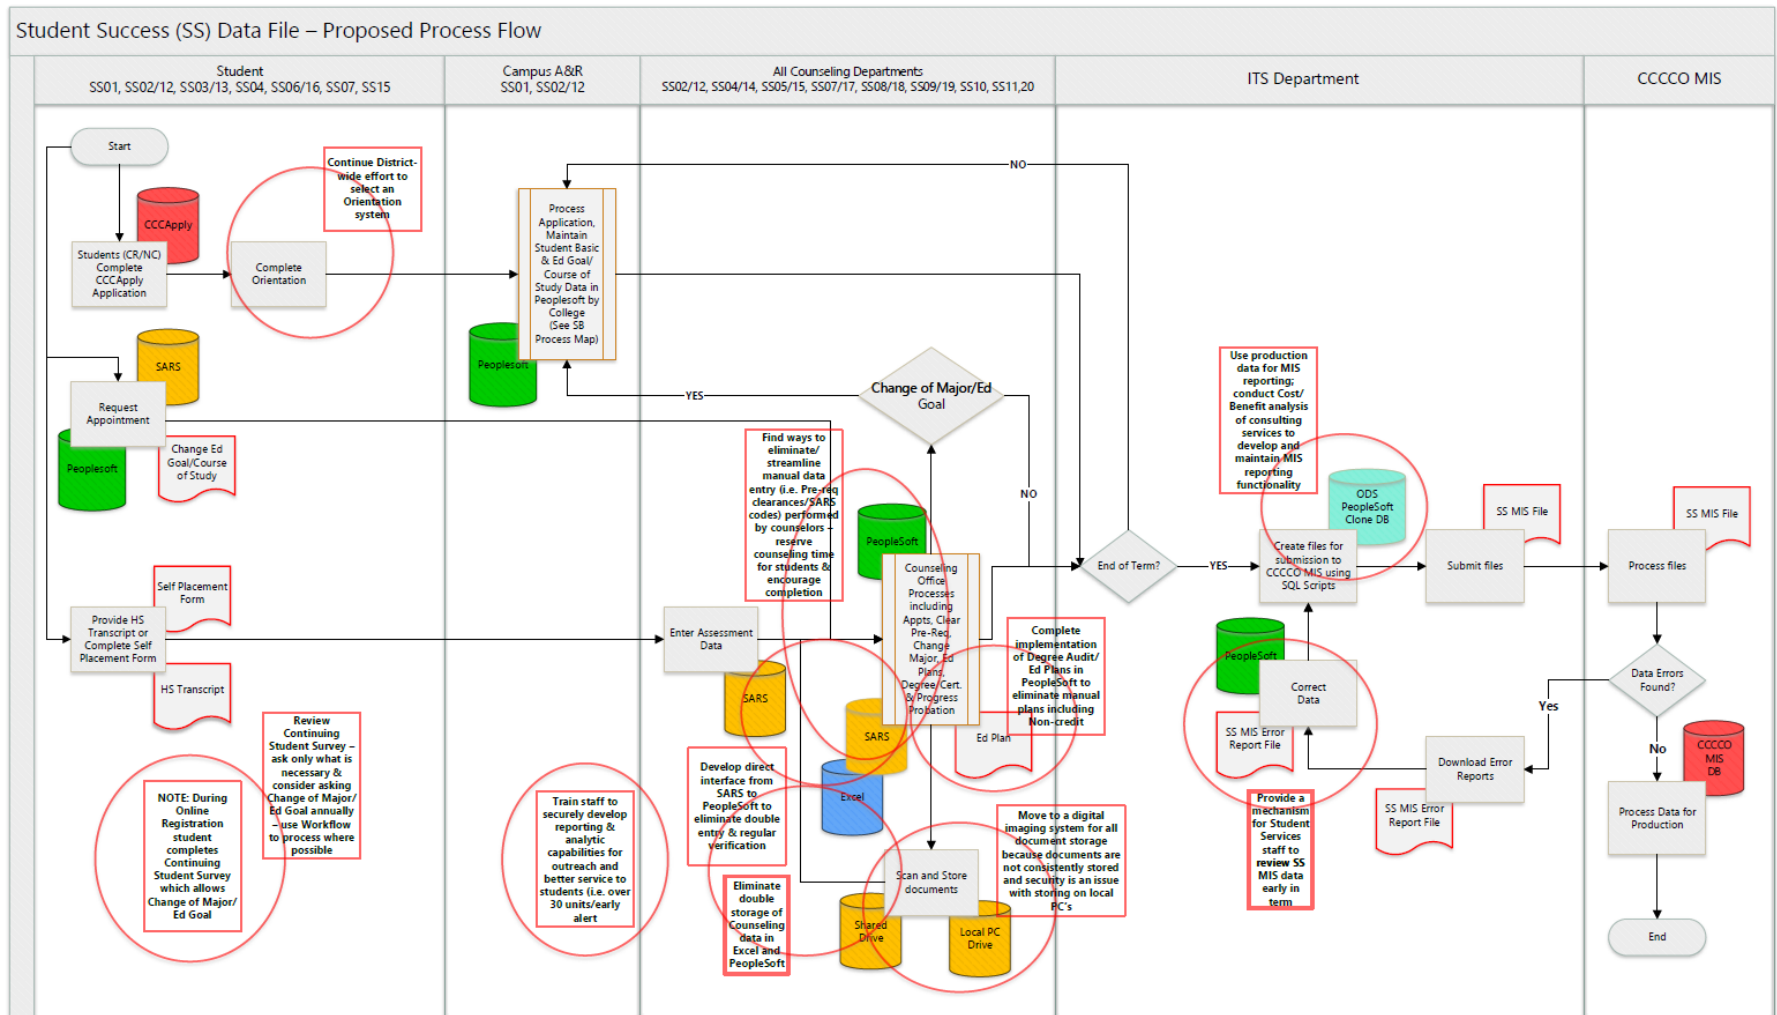 Student Success (SS) Data File – Proposed Process Flow
Student
SS01, SS02/12, SS03/13, SS04, SS06/16, SS07, SS15
Campus A&R
SS01, SS02/12
All Counseling Departments
SS02/12, SS04/14, SS05/15, SS07/17, SS08/18, SS09/19, SS10, SS11,20
ITS Department
CCCCO MIS
Start
CCCApply
Students (CR/NC)
Complete
CCCApply
Application
Complete
Orientation
Continue District-
wide effort to
select an
Orientation
system
SARS
Request
Appointment
Peoplesoft
Change Ed
Goal/Course
of Study
Self Placement
Form
Provide HS
Transcript or
Complete Self
Placement Form
HS Transcript
Review
Continuing
Student Survey –
ask only what is
necessary &
consider asking
Change of Major/
Ed Goal annually
– use Workflow
to process where
possible
NOTE: During
Online
Registration
student
completes
Continuing
Student Survey
which allows
Change of Major/
Ed Goal
Process
Application,
Maintain
Student Basic
& Ed Goal/
Course of
Study Data in
Peoplesoft by
College
(See SB
Process Map)
Peoplesoft
Train staff to
securely develop
reporting &
analytic
capabilities for
outreach and
better service to
students (i.e. over
30 units/early
alert
NO
YES
Change of Major/Ed
Goal
NO
Find ways to
eliminate/
streamline
manual data
entry (i.e. Pre-req
clearances/SARS
codes) performed
by counselors –
reserve
counseling time
for students &
encourage
completion
PeopleSoft
Counseling
Office
Processes
including
Appts, Clear
Pre-Req,
Change
Major, Ed
Plans,
Degree/Cert.
& Progress
Probation
Enter Assessment
Data
SARS
SARS
Excel
Ed Plan
Complete
implementation
of Degree Audit/
Ed Plans in
PeopleSoft to
eliminate manual
plans including
Non-credit
Develop direct
interface from
SARS to
PeopleSoft to
eliminate double
entry & regular
verification
Eliminate
double
storage of
Counseling
data in
Excel and
PeopleSoft
Scan and Store
documents
Shared
Drive
Local PC
Drive
Move to a digital
imaging system for all
document storage
because documents are
not consistently stored
and security is an issue
with storing on local
PC's
End of Term?
YES
Use production
data for MIS
reporting;
conduct Cost/
Benefit analysis
of consulting
services to
develop and
maintain MIS
reporting
functionality
ODS
PeopleSoft
Clone DB
Create files for
submission to
CCCCO MIS using
SQL Scripts
SS MIS File
Submit files
PeopleSoft
Correct
Data
SS MIS Error
Report File
Provide a
mechanism
for Student
Services
staff to
review SS
MIS data
early in
term
Download Error
Reports
SS MIS Error
Report File
SS MIS File
Process files
Data Errors
Found?
Yes
No
CCCCO
MIS
DB
Process Data for
Production
End